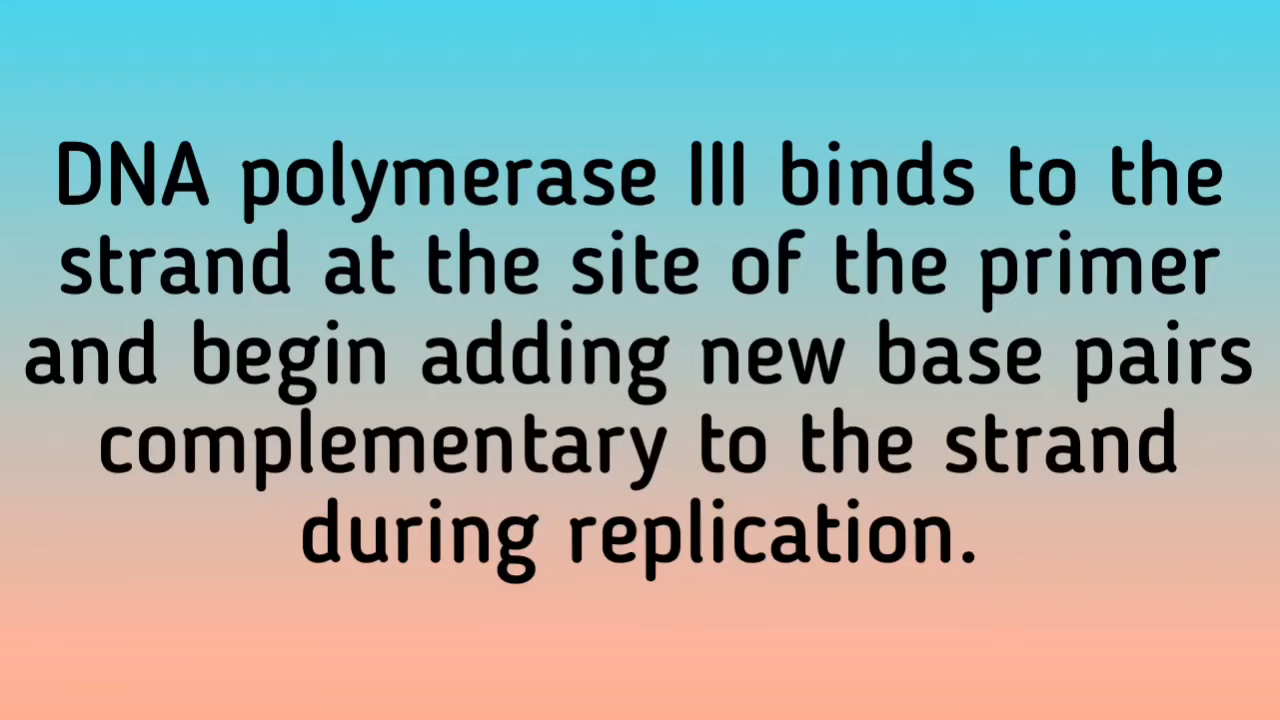 DNA polymerase III binds to the
strand at the site of the primer
and begin adding new base pairs
complementary to the strand
during replication.